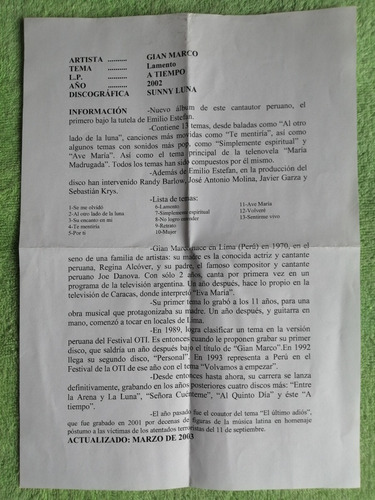 ARTISTA .......... GIAN MARCO
TEMA .......... Lamento
L.P. .......... A TIEMPO
AÑO .......... 2002
DISCOGRÁFICA SUNNY LUNA
INFORMACIÓN -Nuevo álbum de este cantautor peruano, el
primero bajo la tutela de Emilio Estefan.
-Contiene 13 temas, desde baladas como “Al otro
lado de la luna”, canciones más movidas como “Te mentiría”, así como
algunos temas con sonidos más pop, como “Simplemente espiritual” y
“Ave María”. Así como el tema principal de la telenovela “María
Madrugada”. Todos los temas han sido compuestos por él mismo.
-Además de Emilio Estefan, en la producción del
disco han intervenido Randy Barlow, José Antonio Molina, Javier Garza y
Sebastián Krys.
-Lista de temas:
1-Se me olvidó 6-Lamento 11-Ave María
2-Al otro lado de la luna 7-Simplemente espiritual 12-Volveré
3-Su encanto en mí 8-No logro entender 13-Sentirme vivo
4-Te mentiría 9-Retrato
5-Por ti 10-Mujer
-Gian Marco nace en Lima (Perú) en 1970, en el
seno de una familia de artistas: su madre es la conocida actriz y cantante
peruana, Regina Alcóver, y su padre, el famoso compositor y cantante
peruano Joe Danova. Con sólo 2 años, canta por primera vez en un
programa de la televisión argentina. Un año después, hace lo propio en la
televisión de Caracas, donde interpretó “Eva María”.
-Su primer tema lo grabó a los 11 años, para una
obra musical que protagonizaba su madre. Un año después, y guitarra en
mano, comenzó a tocar en locales de Lima.
-En 1989, logra clasificar un tema en la versión
peruana del Festival OTI. Es entonces cuando le proponen grabar su primer
disco, que saldría un año después bajo el título de “Gian Marco”.En 1992
llega su segundo disco, “Personal”. En 1993 representa a Perú en el
Festival de la OTI de ese año con el tema “Volvamos a empezar”.
-Desde entonces hasta ahora, su carrera se lanza
definitivamente, grabando en los años posteriores cuatro discos más: “Entre
la Arena y La Luna”, “Señora Cuénteme”, “Al Quinto Día” y éste “A
tiempo”.
-El año pasado fue el coautor del tema “El último adiós”,
que fue grabado en 2001 por decenas de figuras de la música latina en homenaje
póstumo a las víctimas de los atentados terroristas del 11 de septiembre.
ACTUALIZADO: MARZO DE 2003